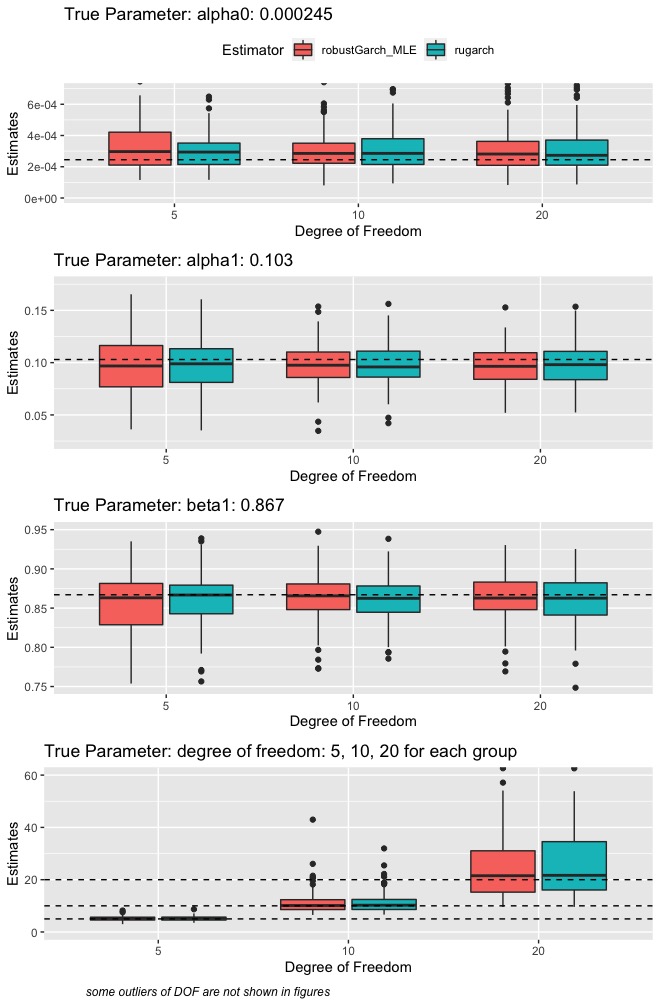 True Parameter: alpha0: 0.000245
Estimator robustGarch_MLE rugarch
Estimates
6e-04
4e-04
2e-04
0e+00
5 10 20
Degree of Freedom
True Parameter: alpha1: 0.103
Estimates
0.15
0.10
0.05
5 10 20
Degree of Freedom
True Parameter: beta1: 0.867
Estimates
0.95
0.90
0.85
0.80
0.75
5 10 20
Degree of Freedom
True Parameter: degree of freedom: 5, 10, 20 for each group
Estimates
60
40
20
0
5 10 20
Degree of Freedom
some outliers of DOF are not shown in figures